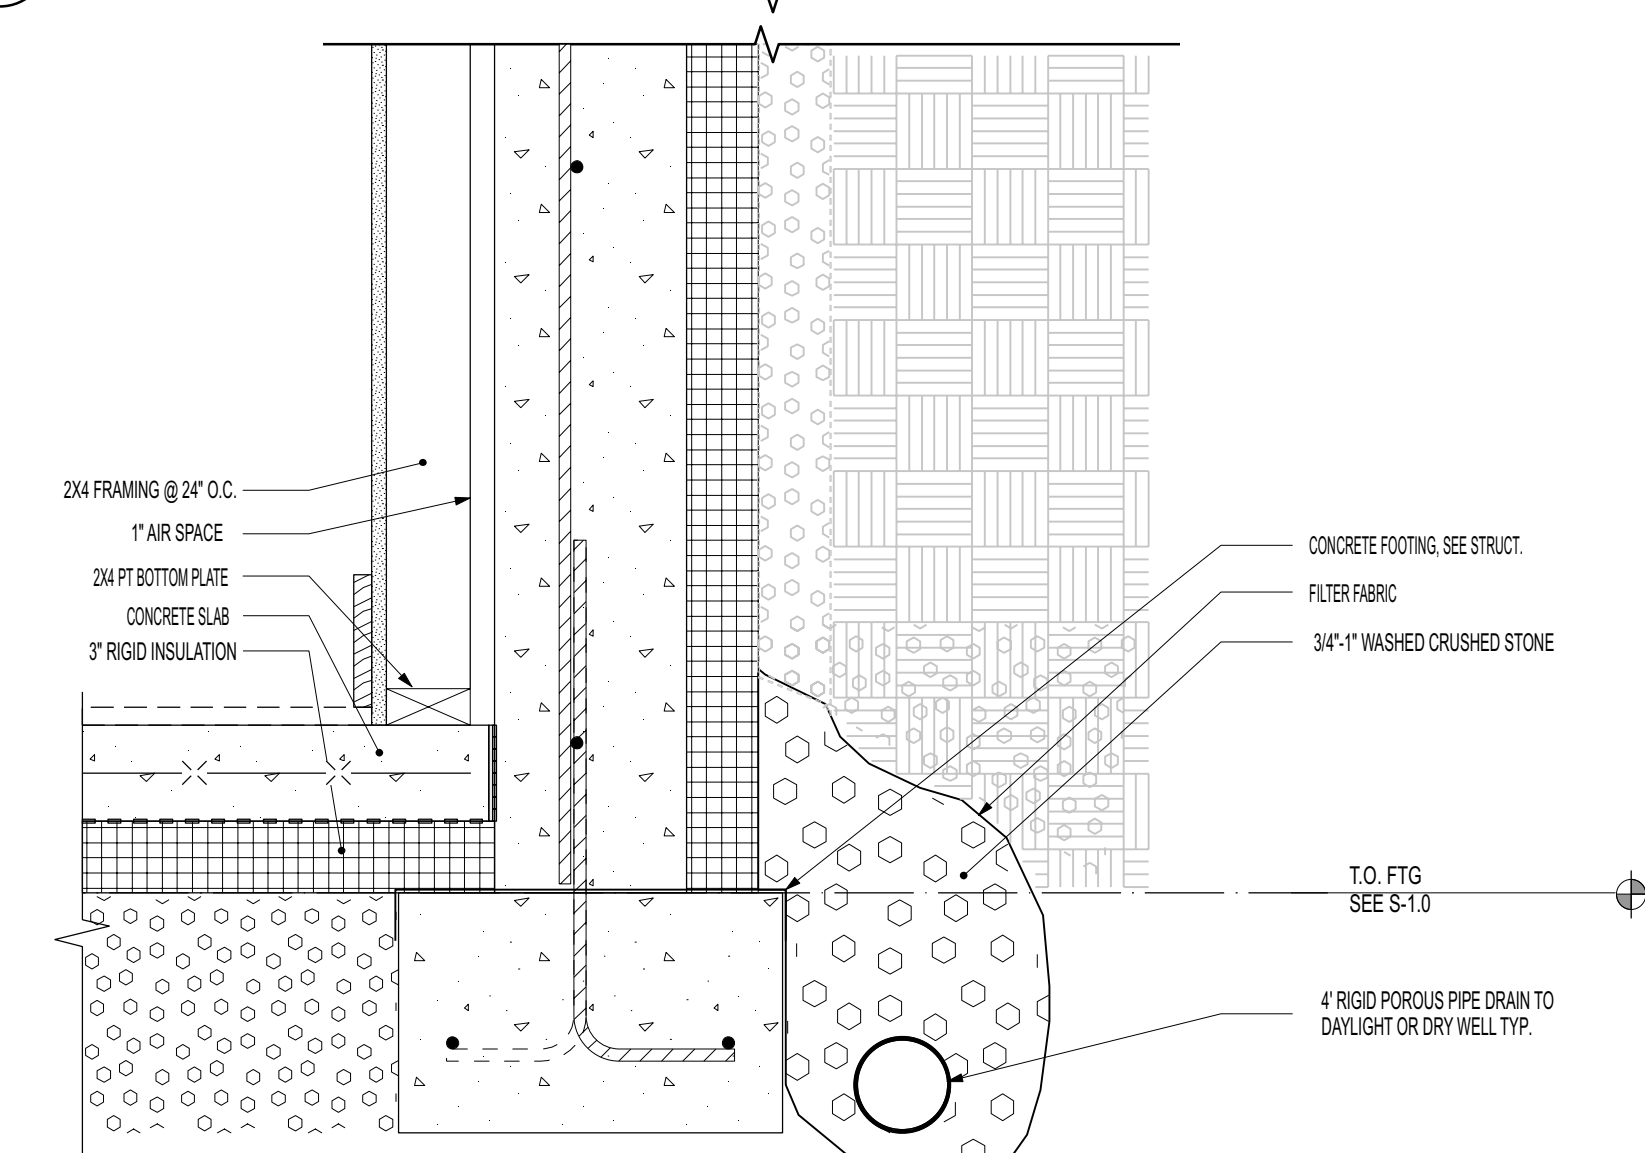 2X4 FRAMING @ 24" O.C.
1" AIR SPACE
2X4 PT BOTTOM PLATE
CONCRETE SLAB
3" RIGID INSULATION
CONCRETE FOOTING, SEE STRUCT.
FILTER FABRIC
3/4"-1" WASHED CRUSHED STONE
T.O. FTG
SEE S-1.0
4' RIGID POROUS PIPE DRAIN TO
DAYLIGHT OR DRY WELL TYP.